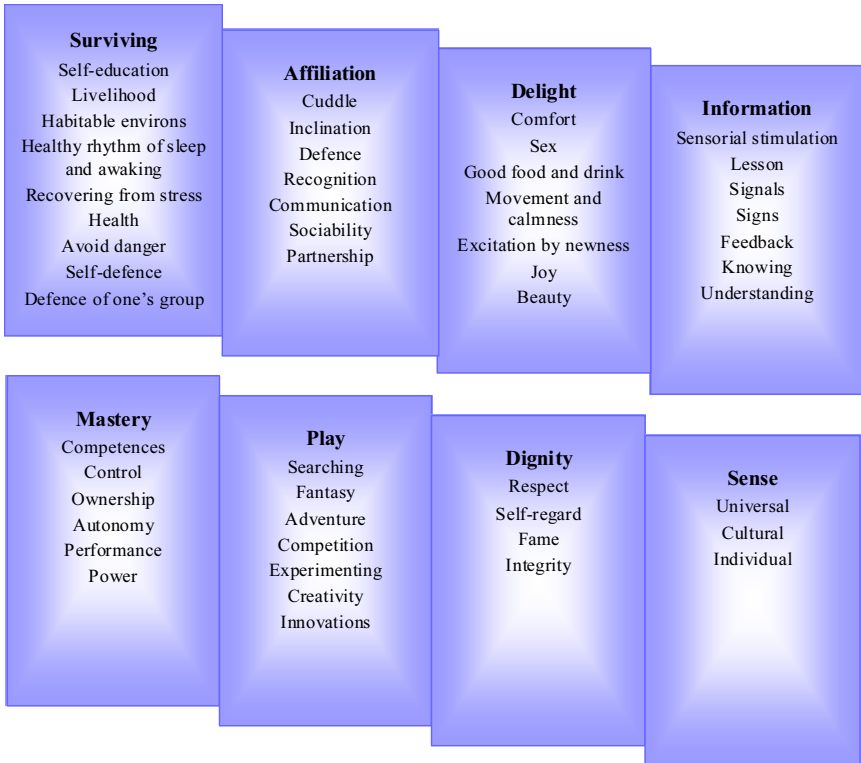 Surviving
Self-education
Livelihood
Habitable environs
Healthy rhythm of sleep
and awaking
Recovering from stress
Health
Avoid danger
Self-defence
Defence of one's group
Affiliation
Cuddle
Inclination
Defence
Recognition
Communication
Sociability
Partnership
Delight
Comfort
Sex
Good food and drink
Movement and
calmness
Excitation by newness
Joy
Beauty
Information
Sensorial stimulation
Lesson
Signals
Signs
Feedback
Knowing
Understanding
Mastery
Competences
Control
Ownership
Autonomy
Performance
Power
Play
Searching
Fantasy
Adventure
Competition
Experimenting
Creativity
Innovations
Dignity
Respect
Self-regard
Fame
Integrity
Sense
Universal
Cultural
Individual